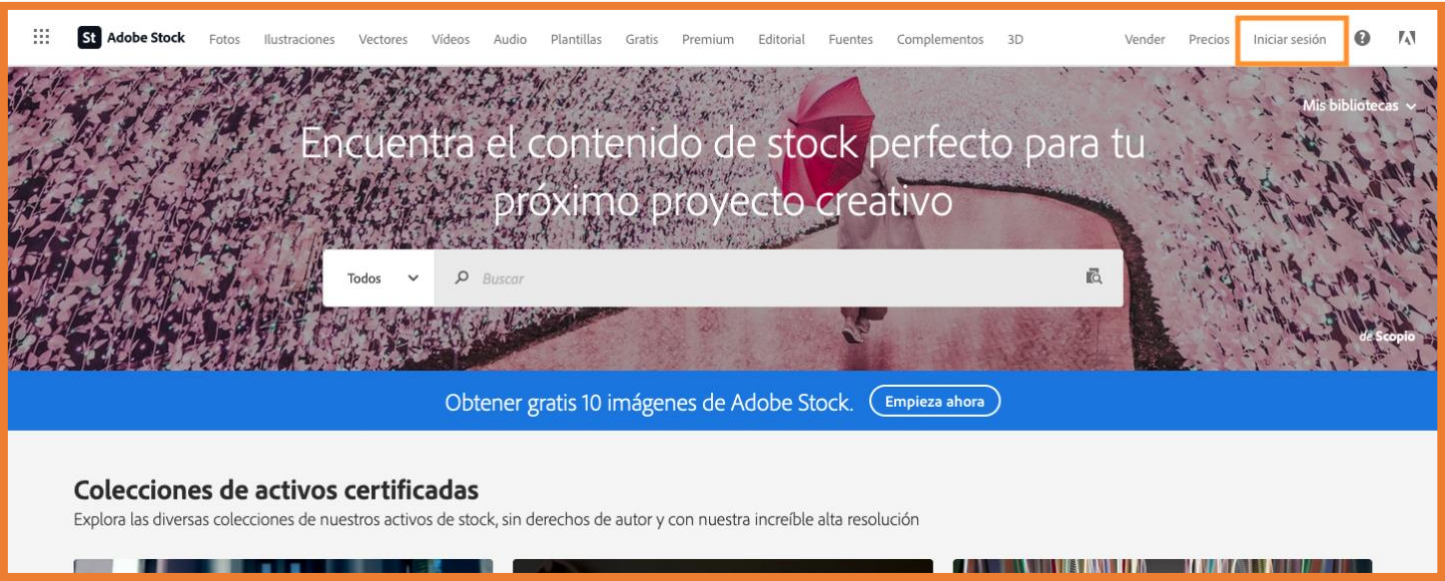 St Adobe Stock Fotos Ilustraciones Vectores Vídeos Audio Plantillas Gratis Premium Editorial Fuentes Complementos 3D Vender Precios Iniciar sesión ?
Mis bibliotecas
Encuentra el contenido de stock perfecto para tu
próximo proyecto creativo
Todos Buscar
de Scopio
Obtener gratis 10 imágenes de Adobe Stock. Empieza ahora
Colecciones de activos certificadas
Explora las diversas colecciones de nuestros activos de stock, sin derechos de autor y con nuestra increíble alta resolución